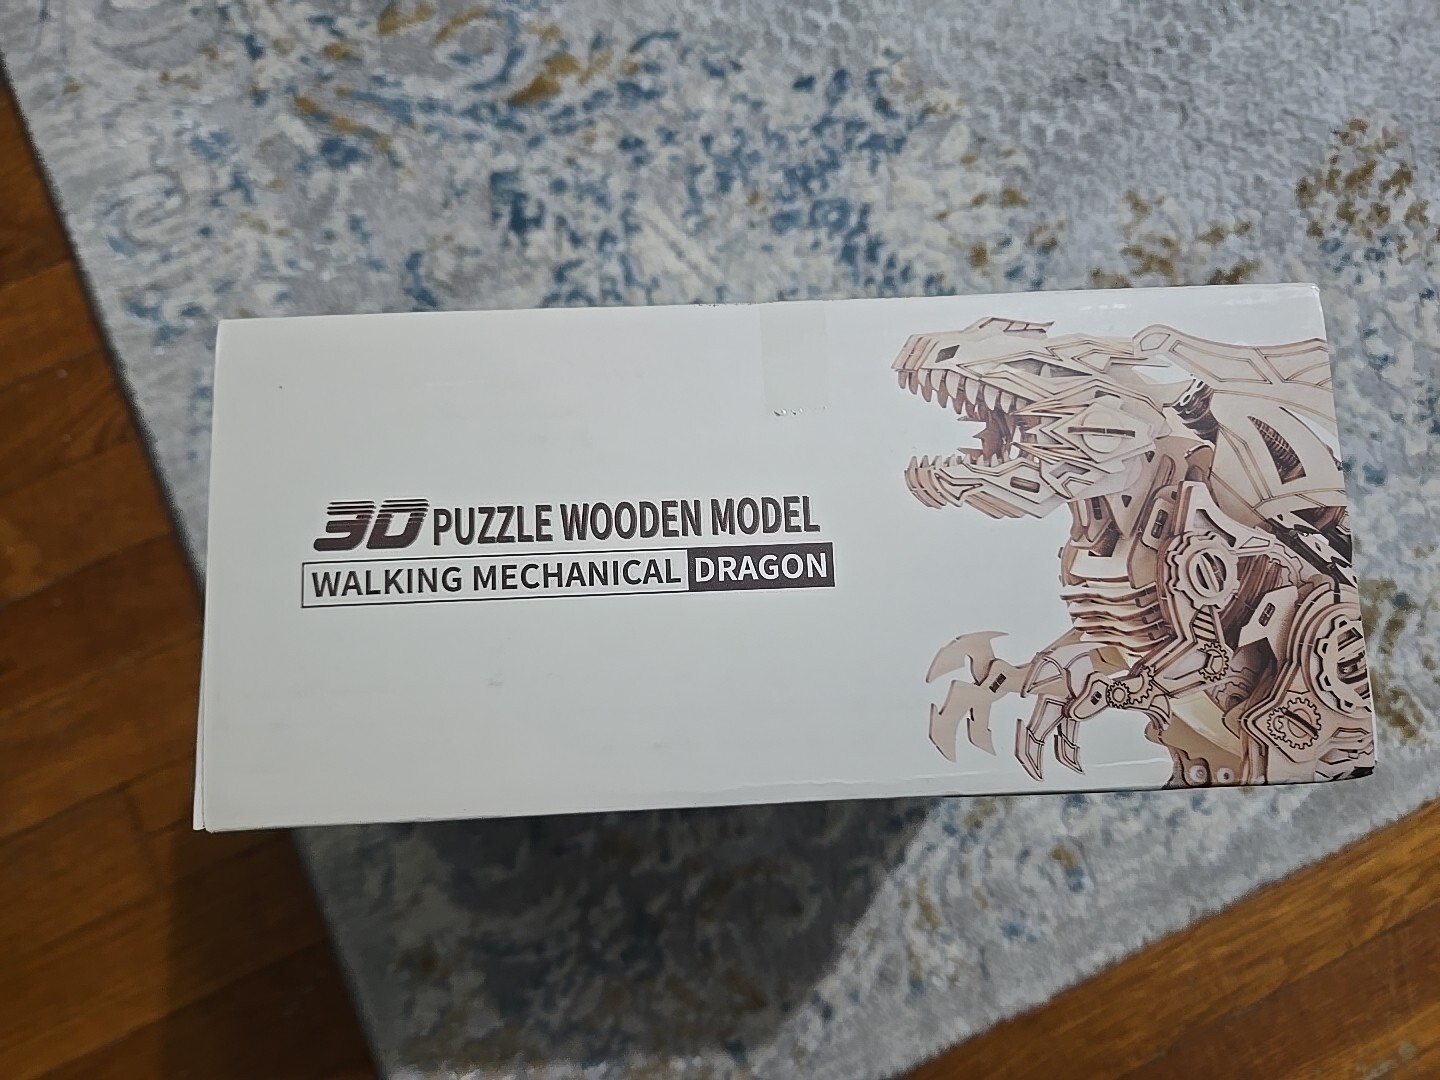 3D PUZZLE WOODEN MODEL
WALKING MECHANICAL DRAGON